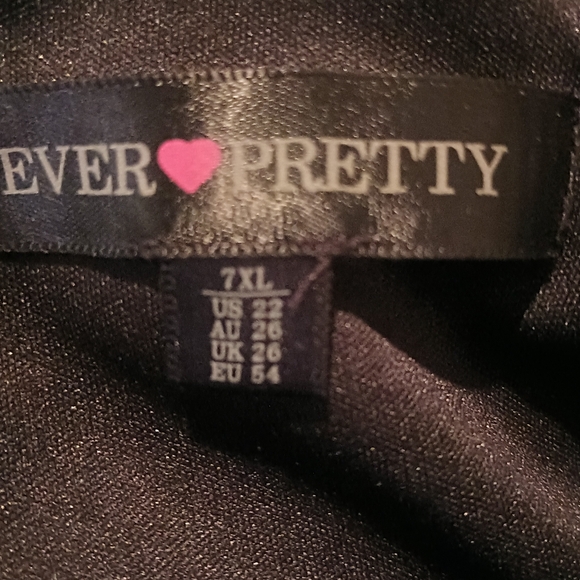 EVER PRETTY
7XL
US 22
AU 26
UK 26
EU 54